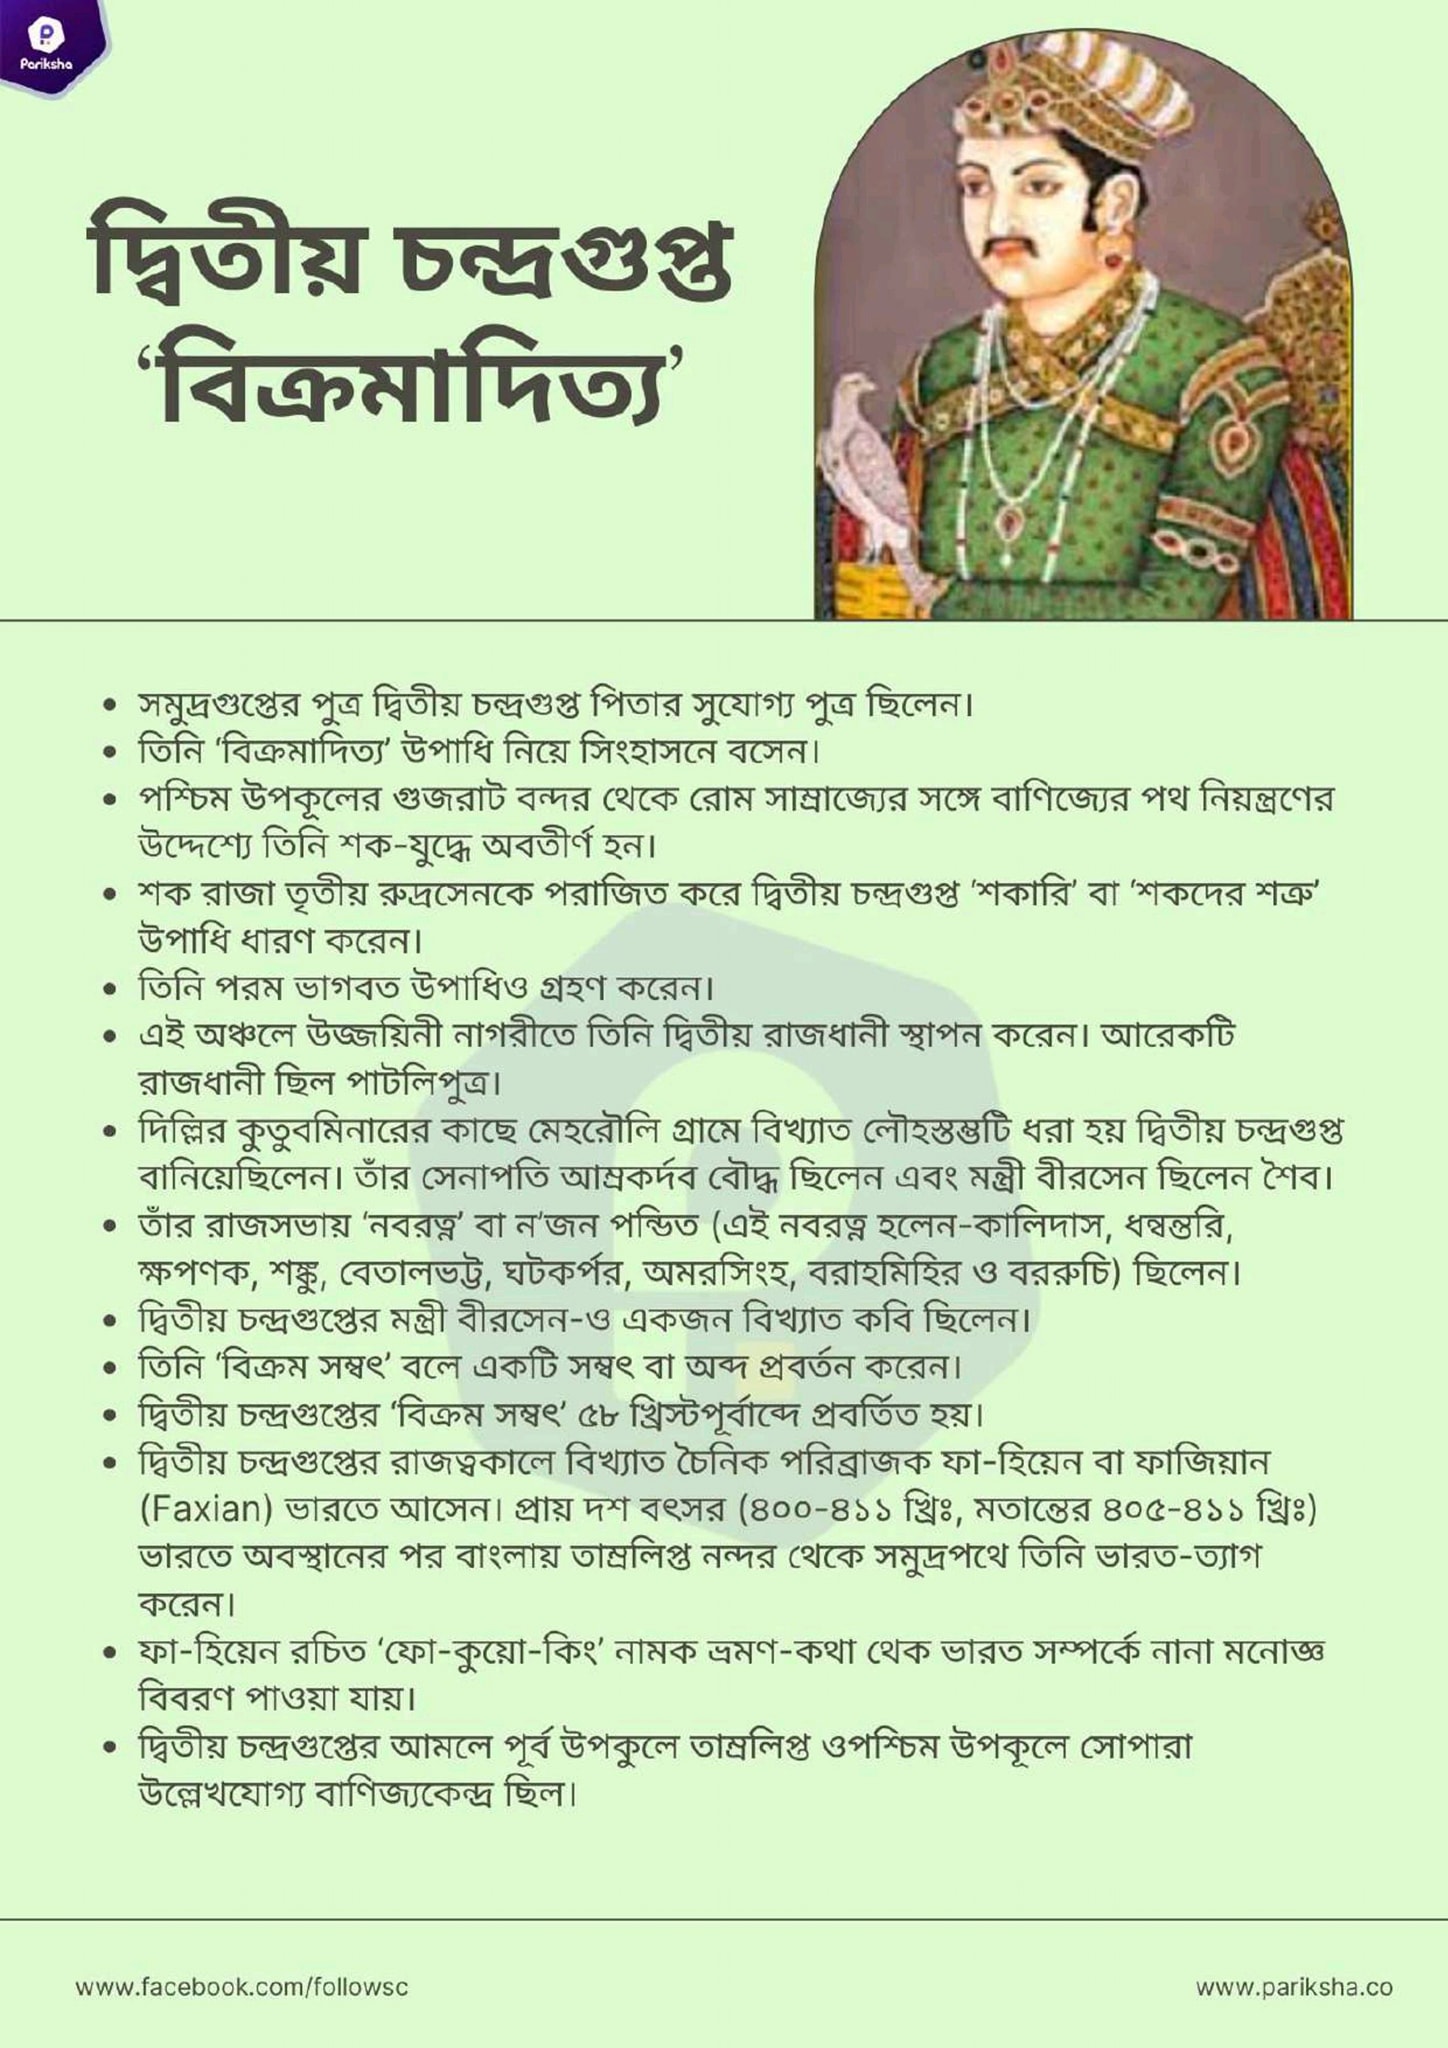 Pariksha
দ্বিতীয় চন্দ্রগুপ্ত
‘বিক্রমাদিত্য’
• সমুদ্রগুপ্তের পুত্র দ্বিতীয় চন্দ্রগুপ্ত পিতার সুযোগ্য পুত্র ছিলেন।
• তিনি ‘বিক্রমাদিত্য’ উপাধি নিয়ে সিংহাসনে বসেন।
• পশ্চিম উপকূলের গুজরাট বন্দর থেকে রোম সাম্রাজ্যের সঙ্গে বাণিজ্যের পথ নিয়ন্ত্রণের
উদ্দেশ্যে তিনি শক-যুদ্ধে অবতীর্ণ হন।
• শক রাজা তৃতীয় রুদ্রসেনকে পরাজিত করে দ্বিতীয় চন্দ্রগুপ্ত ‘শকারি’ বা ‘শকদের শত্রু’
উপাধি ধারণ করেন।
• তিনি পরম ভাগবত উপাধিও গ্রহণ করেন।
• এই অঞ্চলে উজ্জয়িনী নাগরীতে তিনি দ্বিতীয় রাজধানী স্থাপন করেন। আরেকটি
রাজধানী ছিল পাটলিপুত্র।
• দিল্লির কুতুবমিনারের কাছে মেহরৌলি গ্রামে বিখ্যাত লৌহস্তম্ভটি ধরা হয় দ্বিতীয় চন্দ্রগুপ্ত
বানিয়েছিলেন। তাঁর সেনাপতি আম্রকর্দব বৌদ্ধ ছিলেন এবং মন্ত্রী বীরসেন ছিলেন শৈব।
• তাঁর রাজসভায় ‘নবরত্ন’ বা ন’জন পন্ডিত (এই নবরত্ন হলেন-কালিদাস, ধন্বন্তরি,
ক্ষপণক, শঙ্কু, বেতালভট্ট, ঘটকর্পর, অমরসিংহ, বরাহমিহির ও বররুচি) ছিলেন।
• দ্বিতীয় চন্দ্রগুপ্তের মন্ত্রী বীরসেন-ও একজন বিখ্যাত কবি ছিলেন।
• তিনি ‘বিক্রম সম্বৎ’ বলে একটি সম্বৎ বা অব্দ প্রবর্তন করেন।
• দ্বিতীয় চন্দ্রগুপ্তের ‘বিক্রম সম্বৎ’ ৫৮ খ্রিস্টপূর্বাব্দে প্রবর্তিত হয়।
• দ্বিতীয় চন্দ্রগুপ্তের রাজত্বকালে বিখ্যাত চৈনিক পরিব্রাজক ফা-হিয়েন বা ফাজিয়ান
(Faxian) ভারতে আসেন। প্রায় দশ বৎসর (৪০০-৪১১ খ্রিঃ, মতান্তের ৪০৫-৪১১ খ্রিঃ)
ভারতে অবস্থানের পর বাংলায় তাম্রলিপ্ত নন্দর থেকে সমুদ্রপথে তিনি ভারত-ত্যাগ
করেন।
• ফা-হিয়েন রচিত ‘ফো-কুয়ো-কিং’ নামক ভ্রমণ-কথা থেক ভারত সম্পর্কে নানা মনোজ্ঞ
বিবরণ পাওয়া যায়।
• দ্বিতীয় চন্দ্রগুপ্তের আমলে পূর্ব উপকুলে তাম্রলিপ্ত ওপশ্চিম উপকূলে সোপারা
উল্লেখযোগ্য বাণিজ্যকেন্দ্র ছিল।
www.facebook.com/followsc
www.pariksha.co